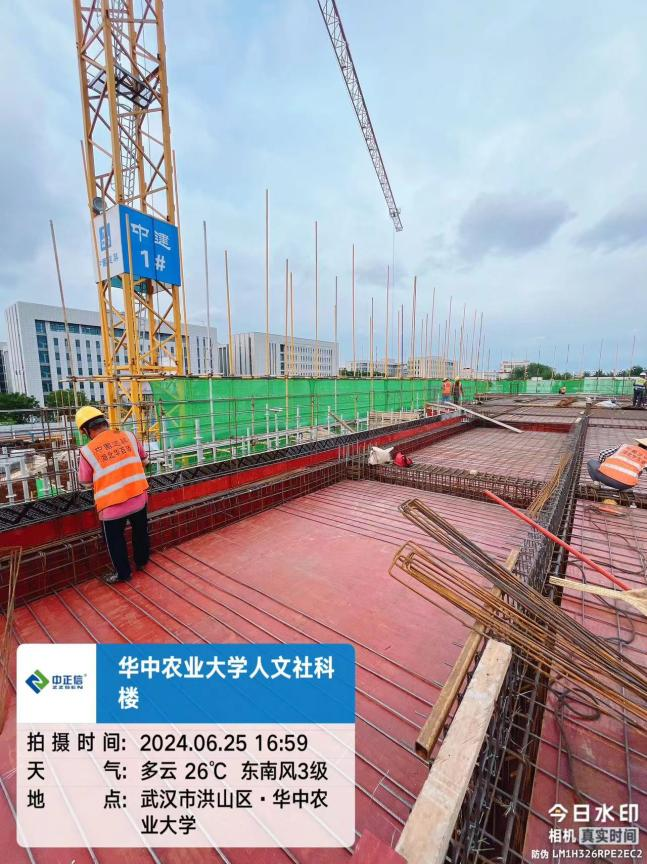 中建
1#
华中农业大学人文社科
楼
中正信
ZZSEN
拍摄时间: 2024.06.25 16:59
天气: 多云 26℃ 东南风3级
地点: 武汉市洪山区·华中农
业大学
今日水印
相机 真实时间
防伪 LM1H326RPE2EC2